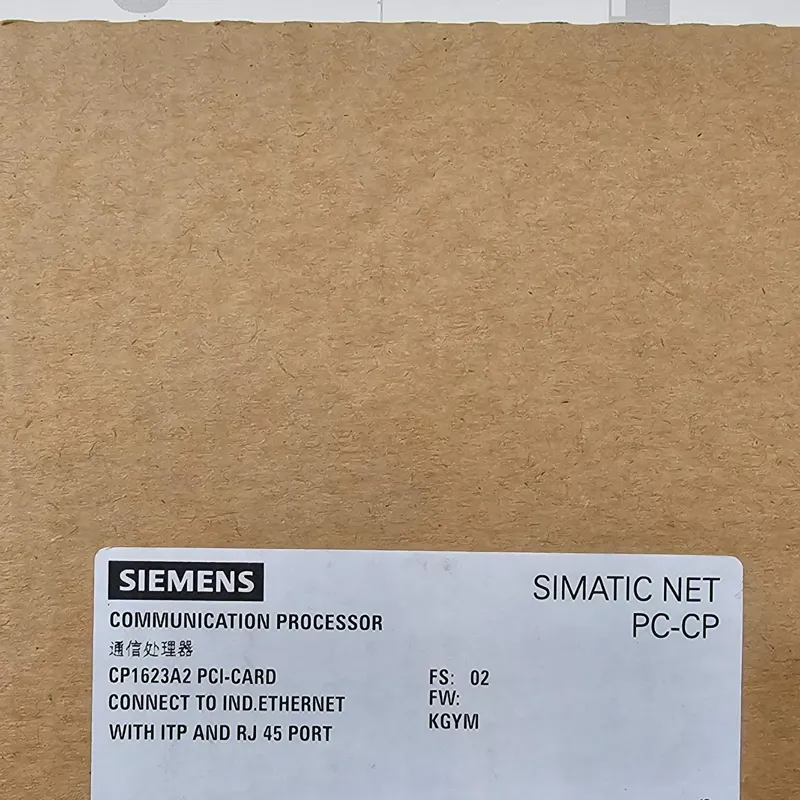 SIEMENS
SIMATIC NET
PC-CP
COMMUNICATION PROCESSOR
通信处理器
CP1623A2 PCI-CARD
CONNECT TO IND.ETHERNET
WITH ITP AND RJ 45 PORT
FS: 02
FW:
KGYM